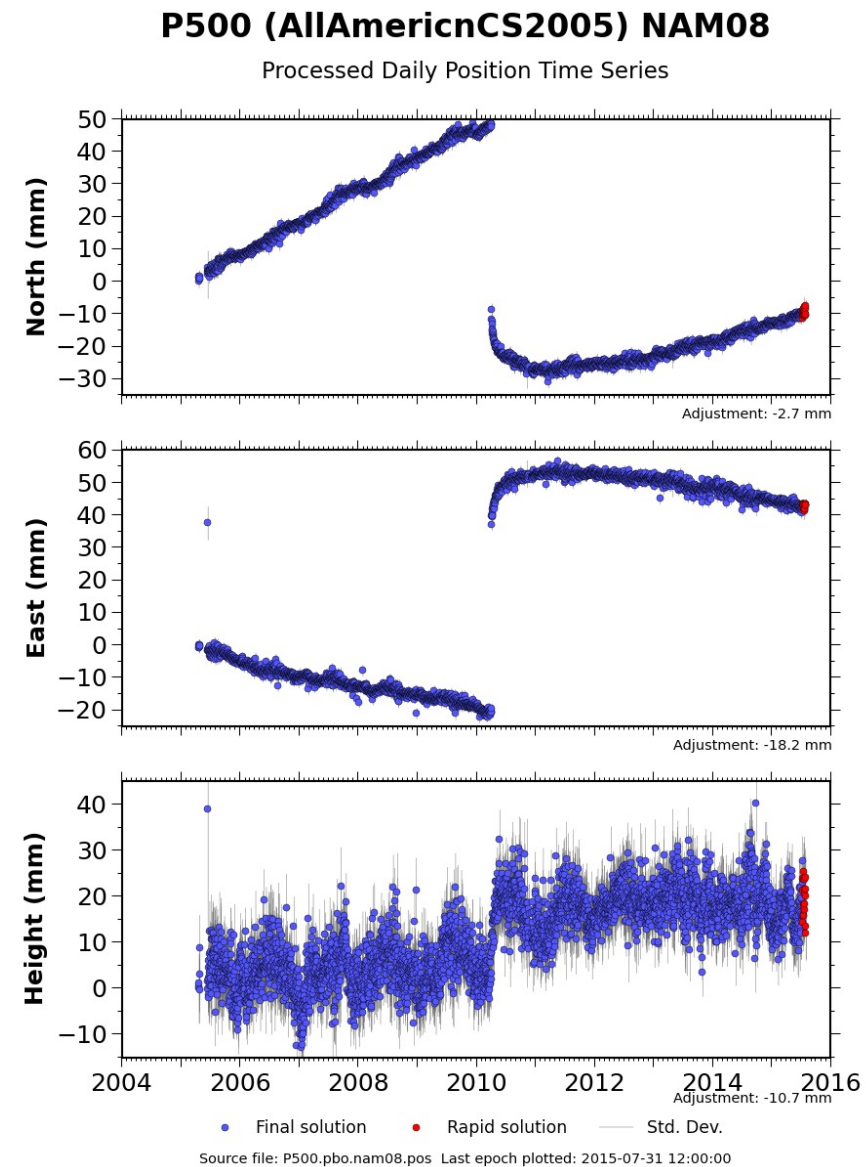 P500 (AllAmericnCS2005) NAM08
Processed Daily Position Time Series
50
40
30
20
10
0
−10
−20
−30
North (mm)
Adjustment: -2.7 mm
60
50
40
30
20
10
0
−10
−20
East (mm)
Adjustment: -18.2 mm
40
30
20
10
0
−10
Height (mm)
2004 2006 2008 2010 2012 2014 2016
Adjustment: -10.7 mm
Final solution Rapid solution Std. Dev.
Source file: P500.pbo.nam08.pos Last epoch plotted: 2015-07-31 12:00:00